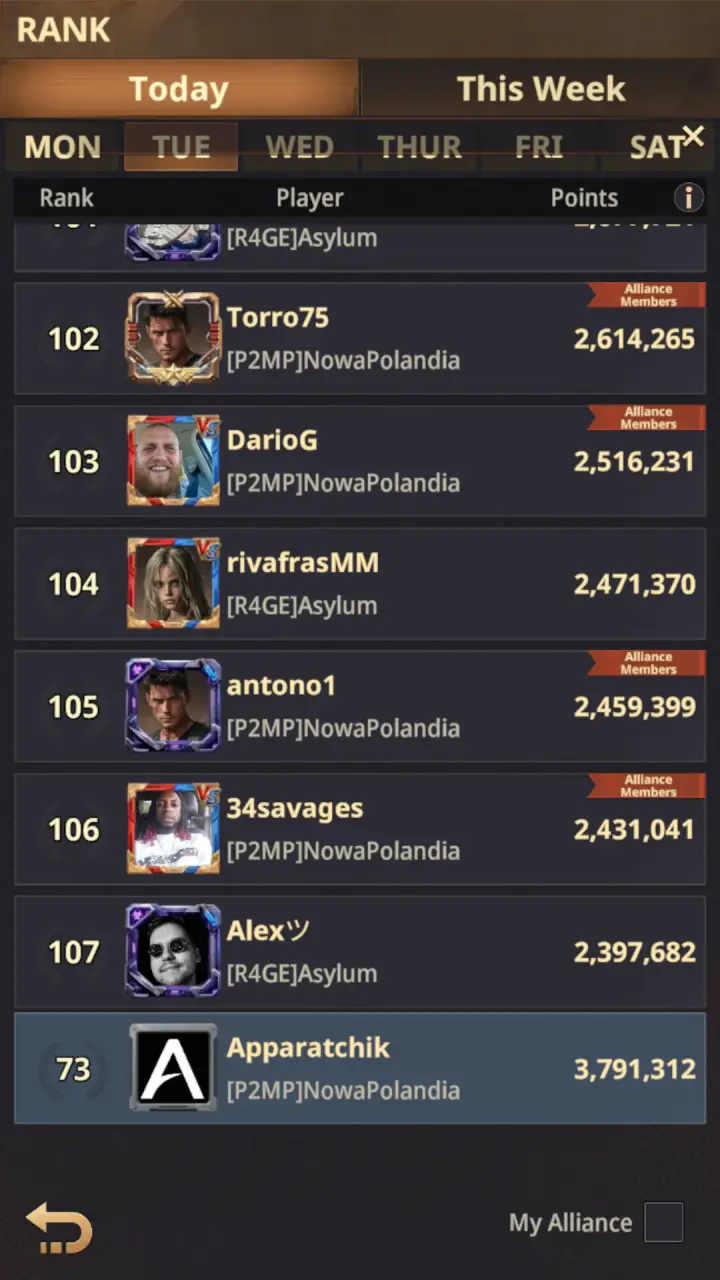 RANK
Today
This Week
MON
TUE
WED
THUR
FRI
SAT
Rank
Player
Points
[R4GE]Asylum
Alliance
Members
102
Torro75
[P2MP]NowaPolandia
2,614,265
Alliance
Members
103
DarioG
[P2MP]NowaPolandia
2,516,231
104
rivafrasMM
[R4GE]Asylum
2,471,370
Alliance
Members
105
antono1
[P2MP]NowaPolandia
2,459,399
Alliance
Members
106
34savages
[P2MP]NowaPolandia
2,431,041
107
Alexツ
[R4GE]Asylum
2,397,682
73
Apparatchik
[P2MP]NowaPolandia
3,791,312
My Alliance